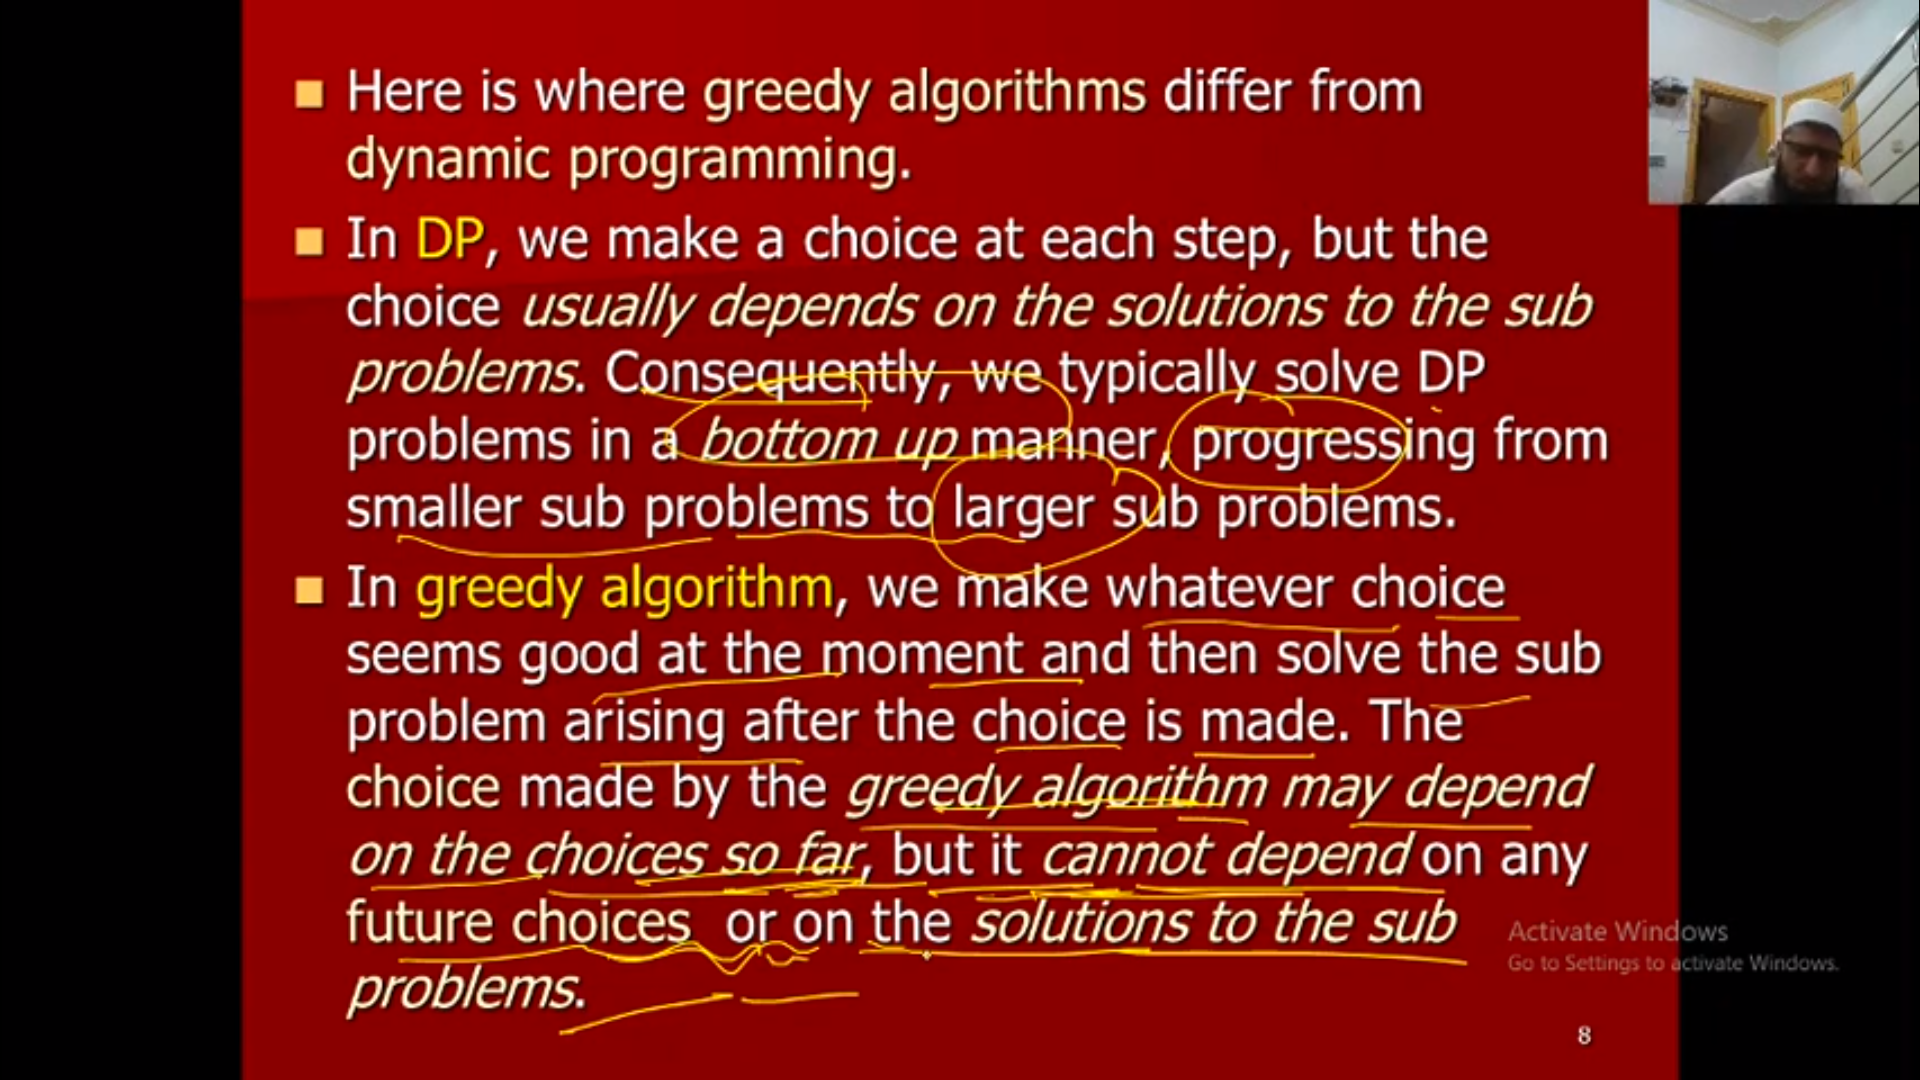 Here is where greedy algorithms differ from
dynamic programming.
In DP, we make a choice at each step, but the
choice usually depends on the solutions to the sub
problems. Consequently, we typically solve DP
problems in a bottom up manner, progressing from
smaller sub problems to larger sub problems.
In greedy algorithm, we make whatever choice
seems good at the moment and then solve the sub
problem arising after the choice is made. The
choice made by the greedy algorithm may depend
on the choices so far, but it cannot depend on any
future choices or on the solutions to the sub
problems.
Activate Windows
Go to Settings to activate Windows.
8